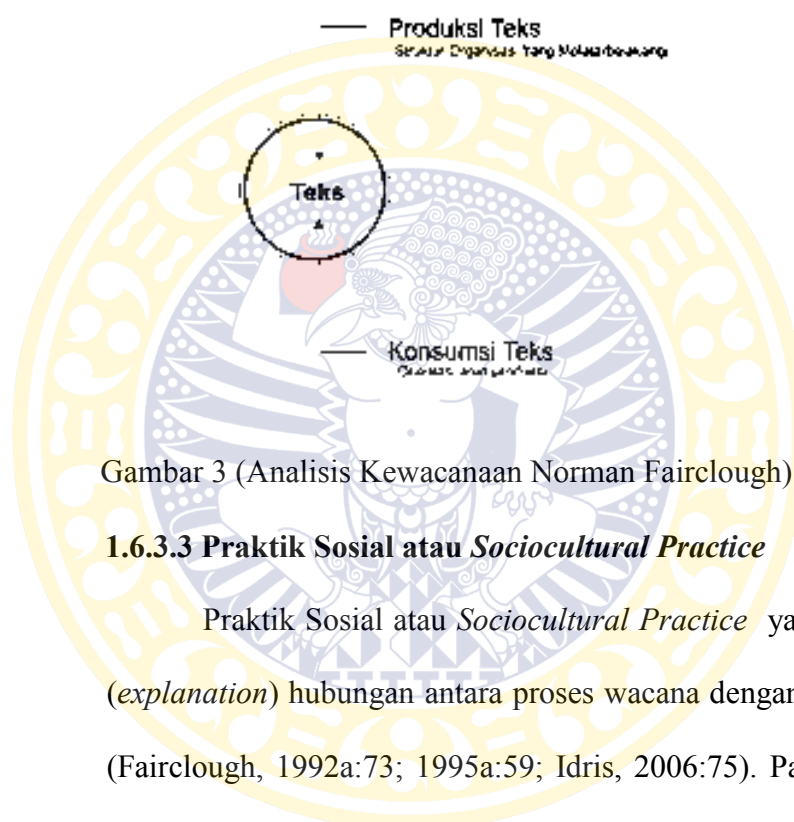 Produksi Teks
Teks
Konsumsi Teks
Gambar 3 (Analisis Kewacanaan Norman Fairclough)
1.6.3.3 Praktik Sosial atau Sociocultural Practice
Praktik Sosial atau Sociocultural Practice ya
(explanation) hubungan antara proses wacana dengan
(Fairclough, 1992a:73; 1995a:59; Idris, 2006:75). Pa